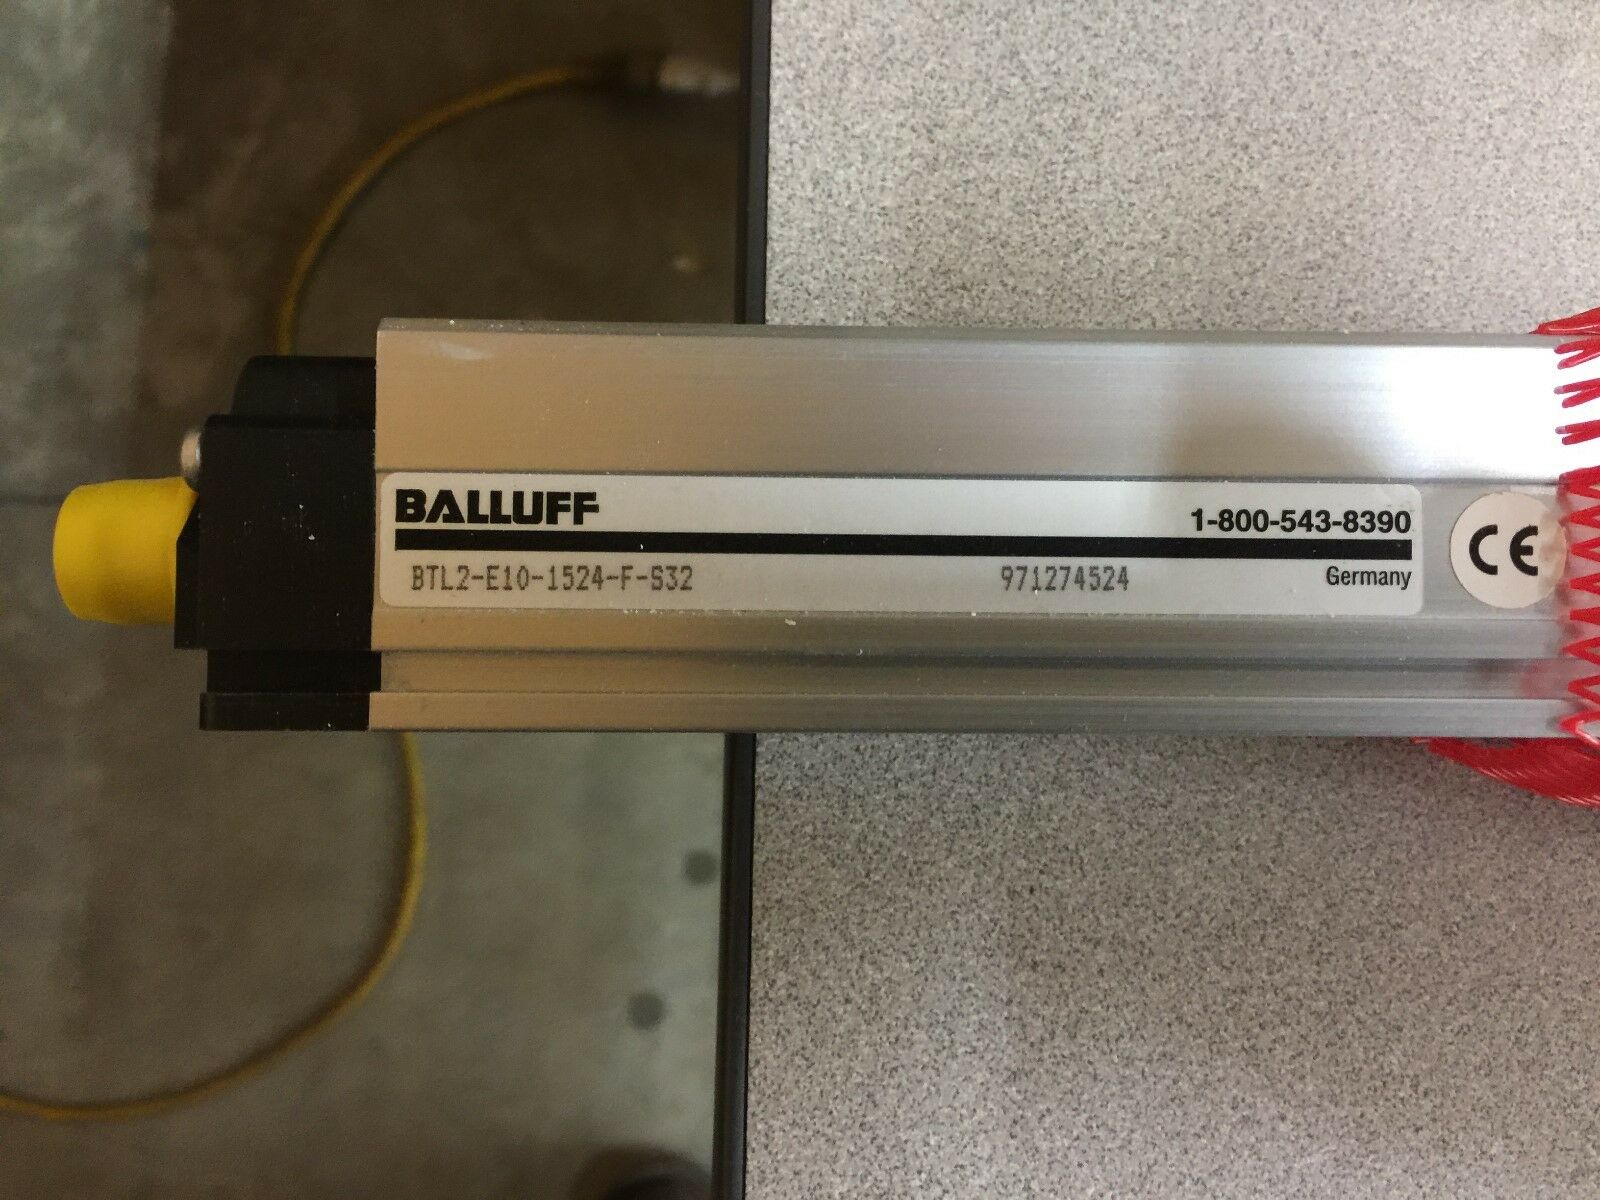 BALLUFF
1-800-543-8390
BTL2-E10-1524-F-S32 971274524 Germany
CE